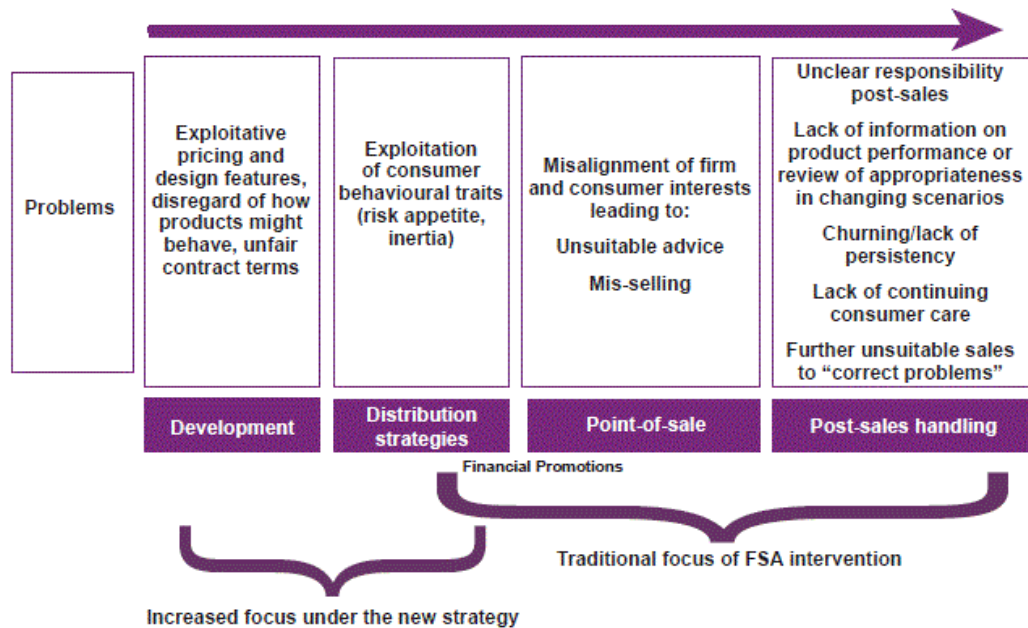 Problems
Exploitative
pricing and
design features,
disregard of how
products might
behave, unfair
contract terms
Exploitation
of consumer
behavioural traits
(risk appetite,
inertia)
Misalignment of firm
and consumer interests
leading to:
Unsuitable advice
Mis-selling
Unclear responsibility
post-sales
Lack of information on
product performance or
review of appropriateness
in changing scenarios
Churning/lack of
persistency
Lack of continuing
consumer care
Further unsuitable sales
to “correct problems”
Development
Distribution
strategies
Point-of-sale
Post-sales handling
Financial Promotions
Traditional focus of FSA intervention
Increased focus under the new strategy